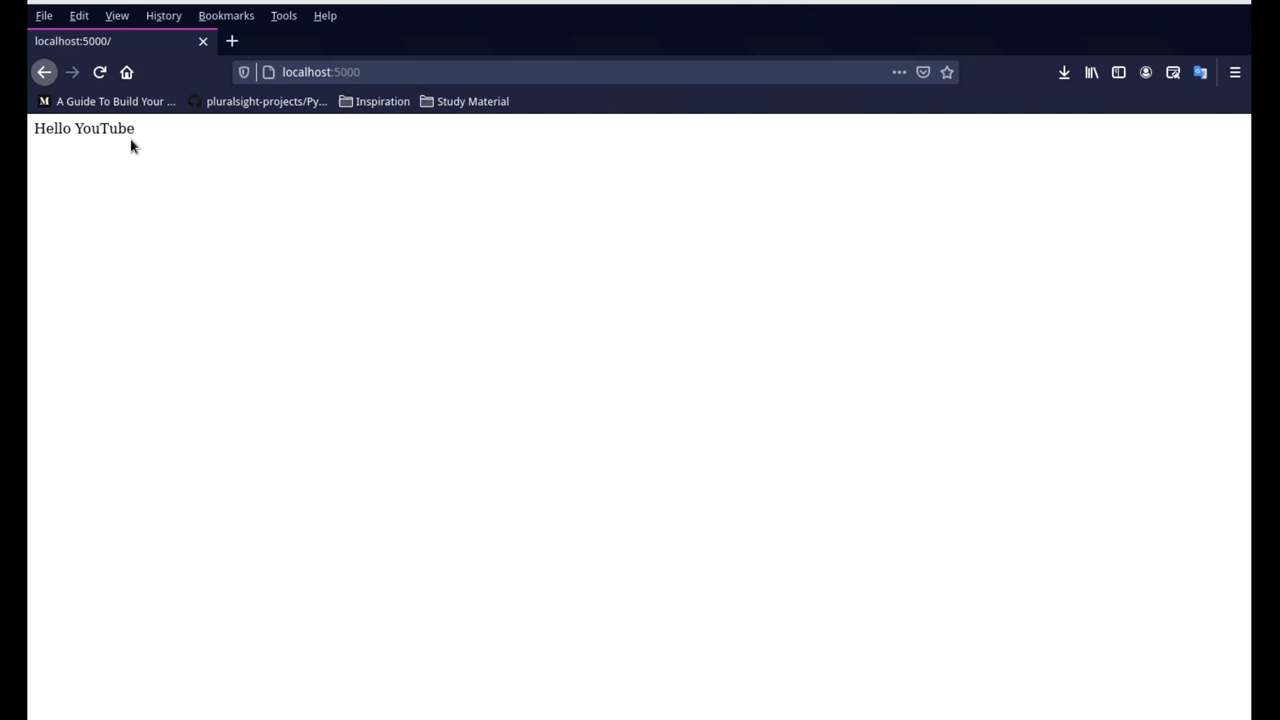 File Edit View History Bookmarks Tools Help
localhost:5000/
localhost:5000
A Guide To Build Your ... pluralsight-projects/Py... Inspiration Study Material
Hello YouTube